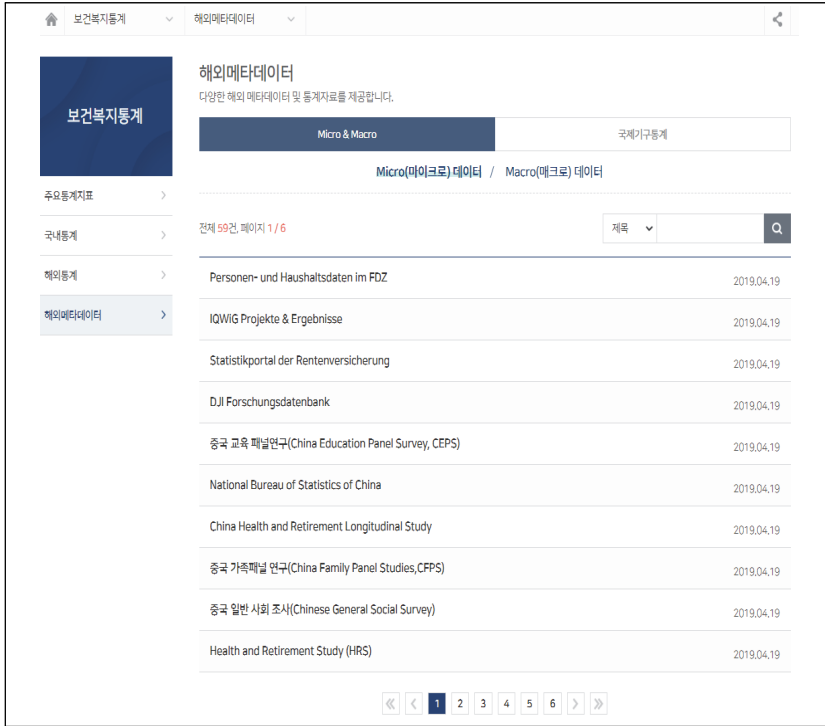 보건복지통계 해외메타데이터
보건복지통계
주요통계지표
국내통계
해외통계
해외메타데이터
해외메타데이터
다양한 해외 메타데이터 및 통계자료를 제공합니다.
Micro & Macro 국제기구통계
Micro(마이크로) 데이터 / Macro(매크로) 데이터
전체 59건, 페이지 1 / 6 제목
Personen- und Haushaltsdaten im FDZ 2019.04.19
IQWiG Projekte & Ergebnisse 2019.04.19
Statistikportal der Rentenversicherung 2019.04.19
DJI Forschungsdatenbank 2019.04.19
중국 교육 패널연구(China Education Panel Survey, CEPS) 2019.04.19
National Bureau of Statistics of China 2019.04.19
China Health and Retirement Longitudinal Study 2019.04.19
중국 가족패널 연구(China Family Panel Studies,CFPS) 2019.04.19
중국 일반 사회 조사(Chinese General Social Survey) 2019.04.19
Health and Retirement Study (HRS) 2019.04.19
1 2 3 4 5 6